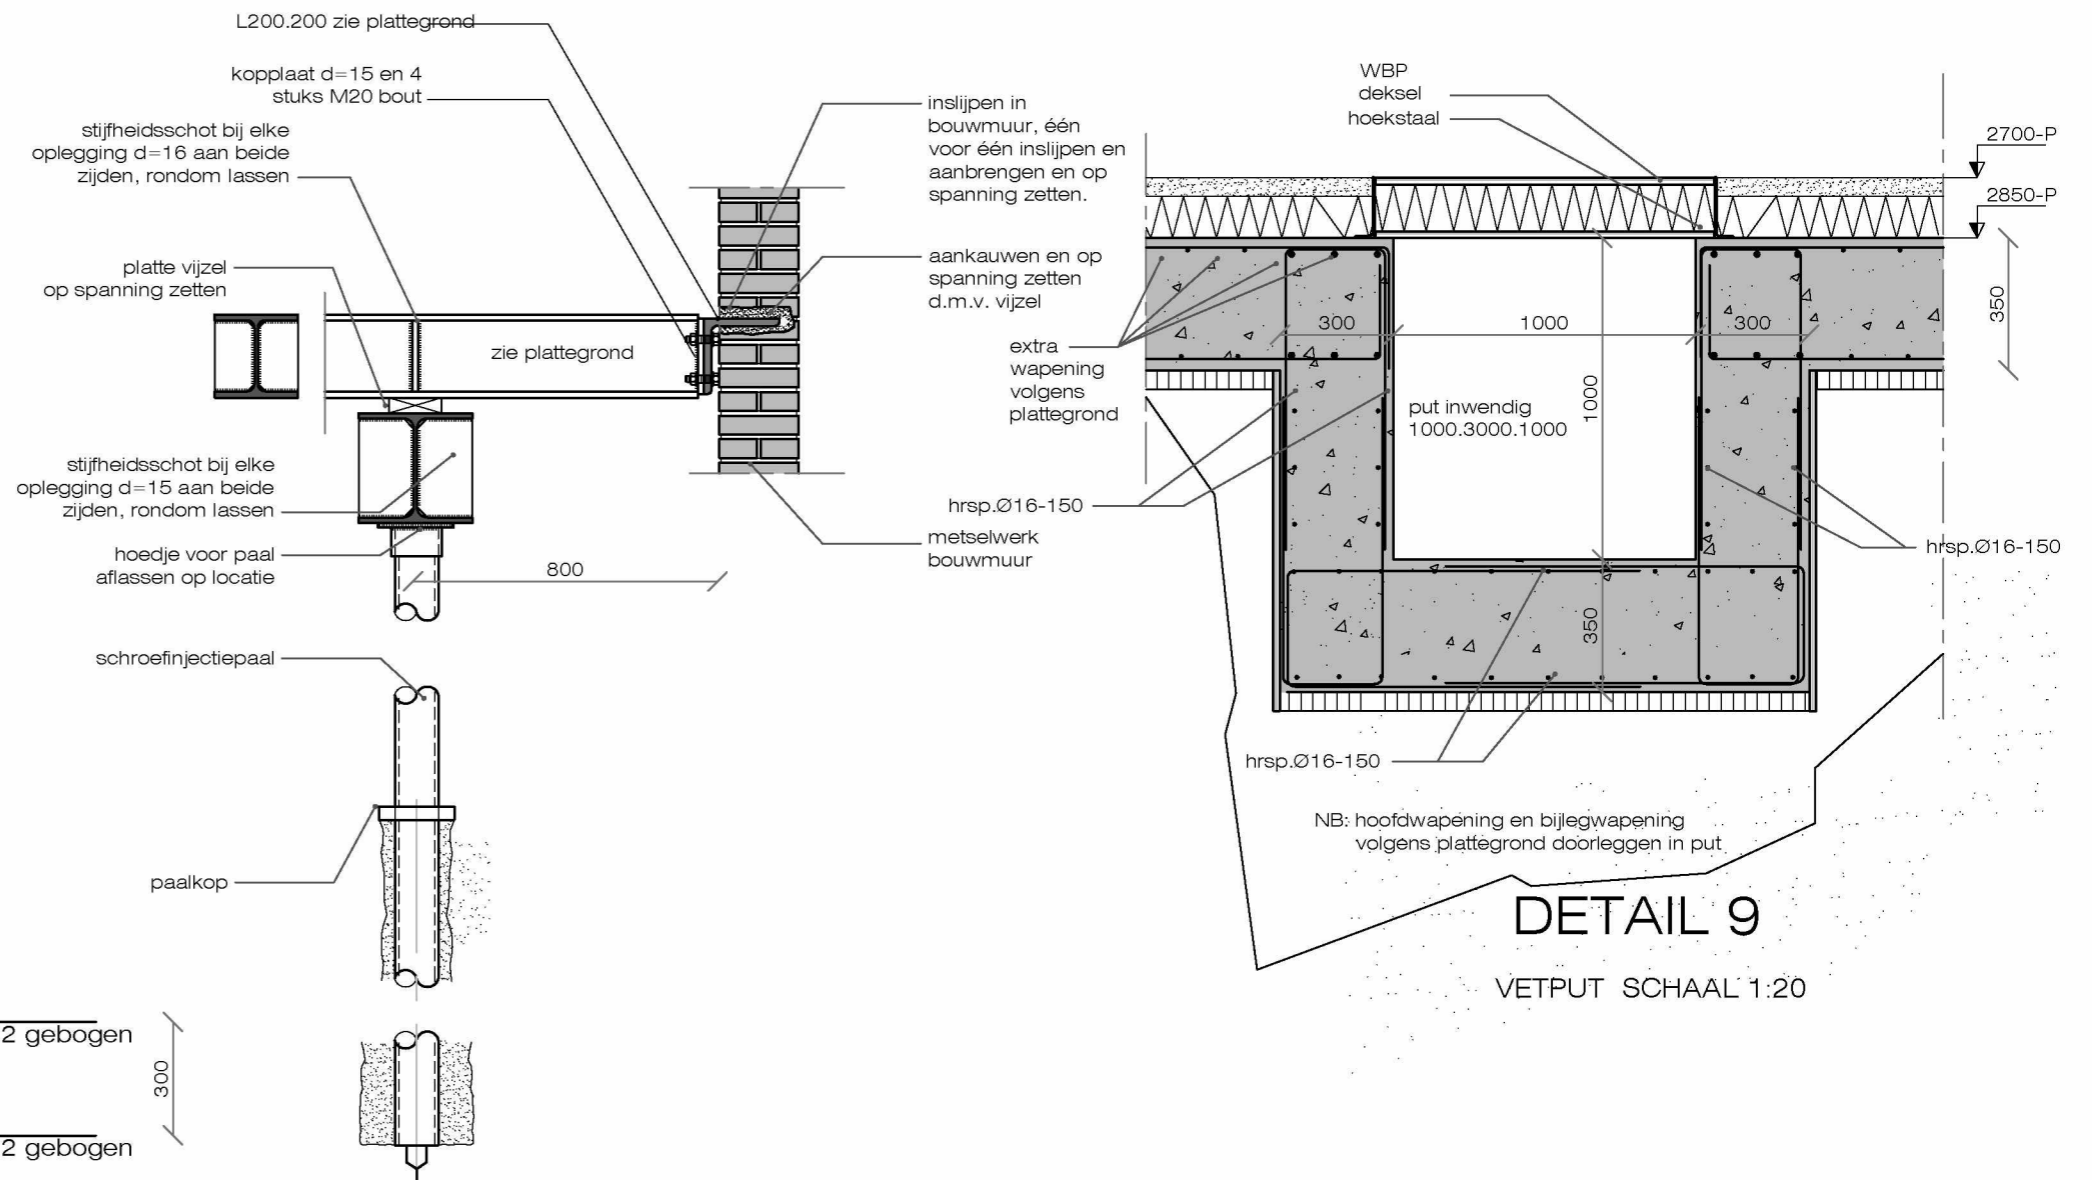 L200.200 zie plattegrond
kopplaat d=15 en 4
stuks M20 bout
stijfheidsschot bij elke
oplegging d=16 aan beide
zijden, rondom lassen
platte vijzel
op spanning zetten
zie plattegrond
stijfheidsschot bij elke
oplegging d=15 aan beide
zijden, rondom lassen
hoedje voor paal
aflassen op locatie
800
schroefinjectiepaal
paalkop
2 gebogen
300
2 gebogen
inslijpen in
bouwmuur, één
voor één inslijpen en
aanbrengen en op
spanning zetten.
aankauwen en op
spanning zetten
d.m.v. vijzel
metselwerk
bouwmuur
WBP
deksel
hoekstaal
2700-P
2850-P
350
300
1000
300
extra
wapening
volgens
plattegrond
1000
put inwendig
1000.3000.1000
hrsp.Ø16-150
hrsp.Ø16-150
350
hrsp.Ø16-150
NB: hoofdwapening en bijlegwapening
volgens plattegrond doorleggen in put
DETAIL 9
VETPUT SCHAAL 1:20